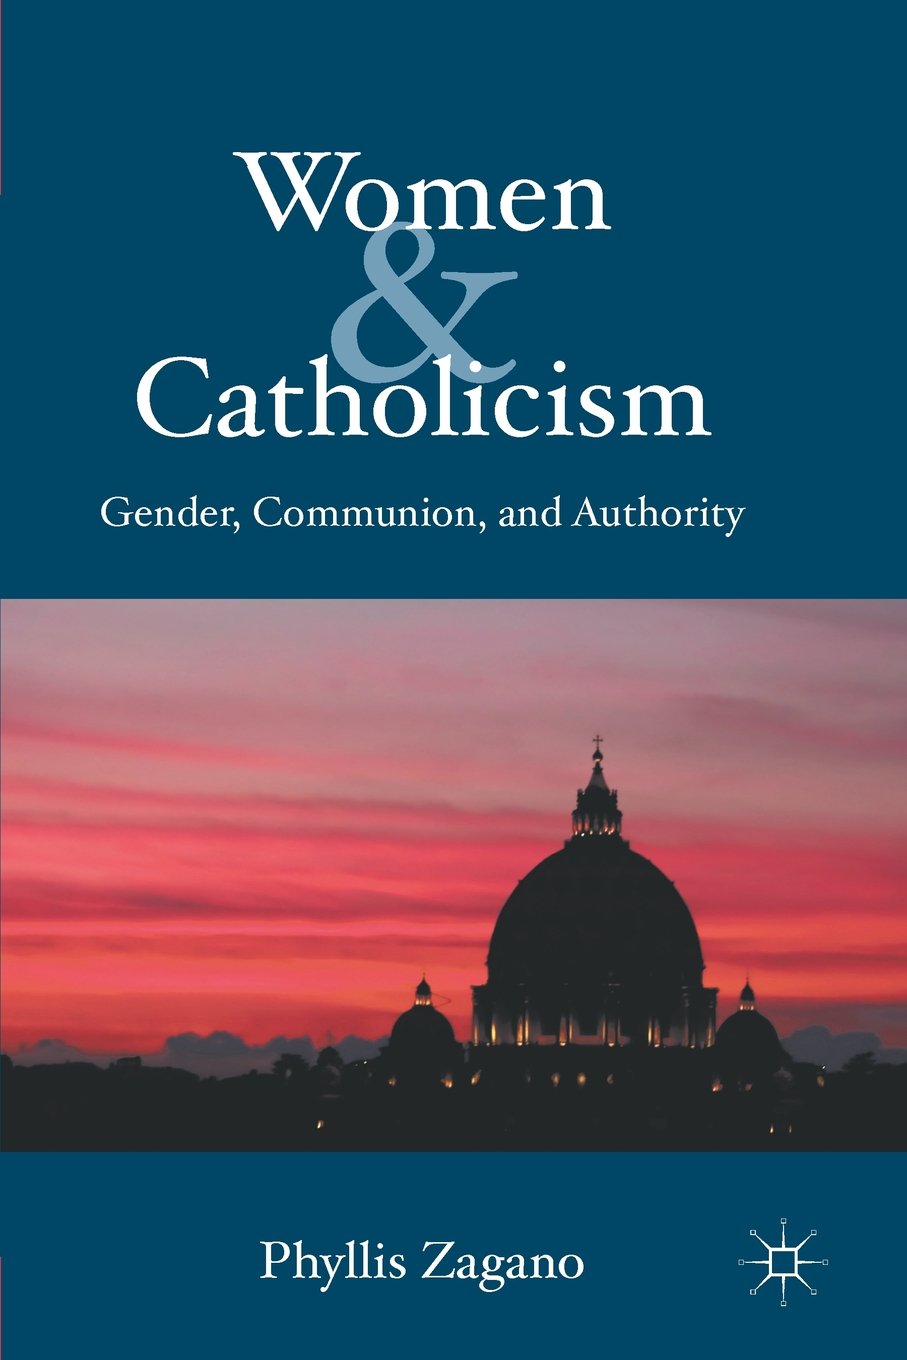 Women
&
Catholicism
Gender, Communion, and Authority
Phyllis Zagano